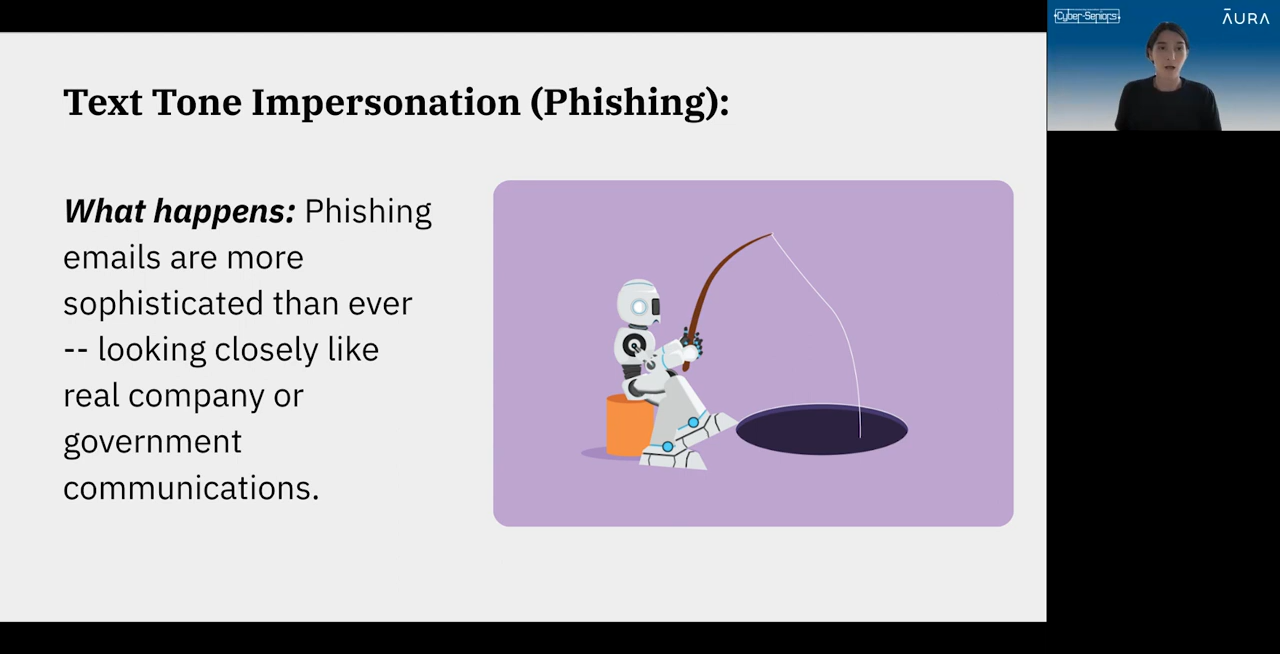 Text Tone Impersonation (Phishing):
What happens: Phishing
emails are more
sophisticated than ever
-- looking closely like
real company or
government
communications.
Cyber-Seniors
ĀURA